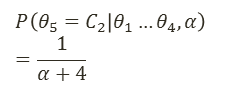 P(θ₅ = C₂|θ₁ … θ₄, α)
= 1/(α + 4)